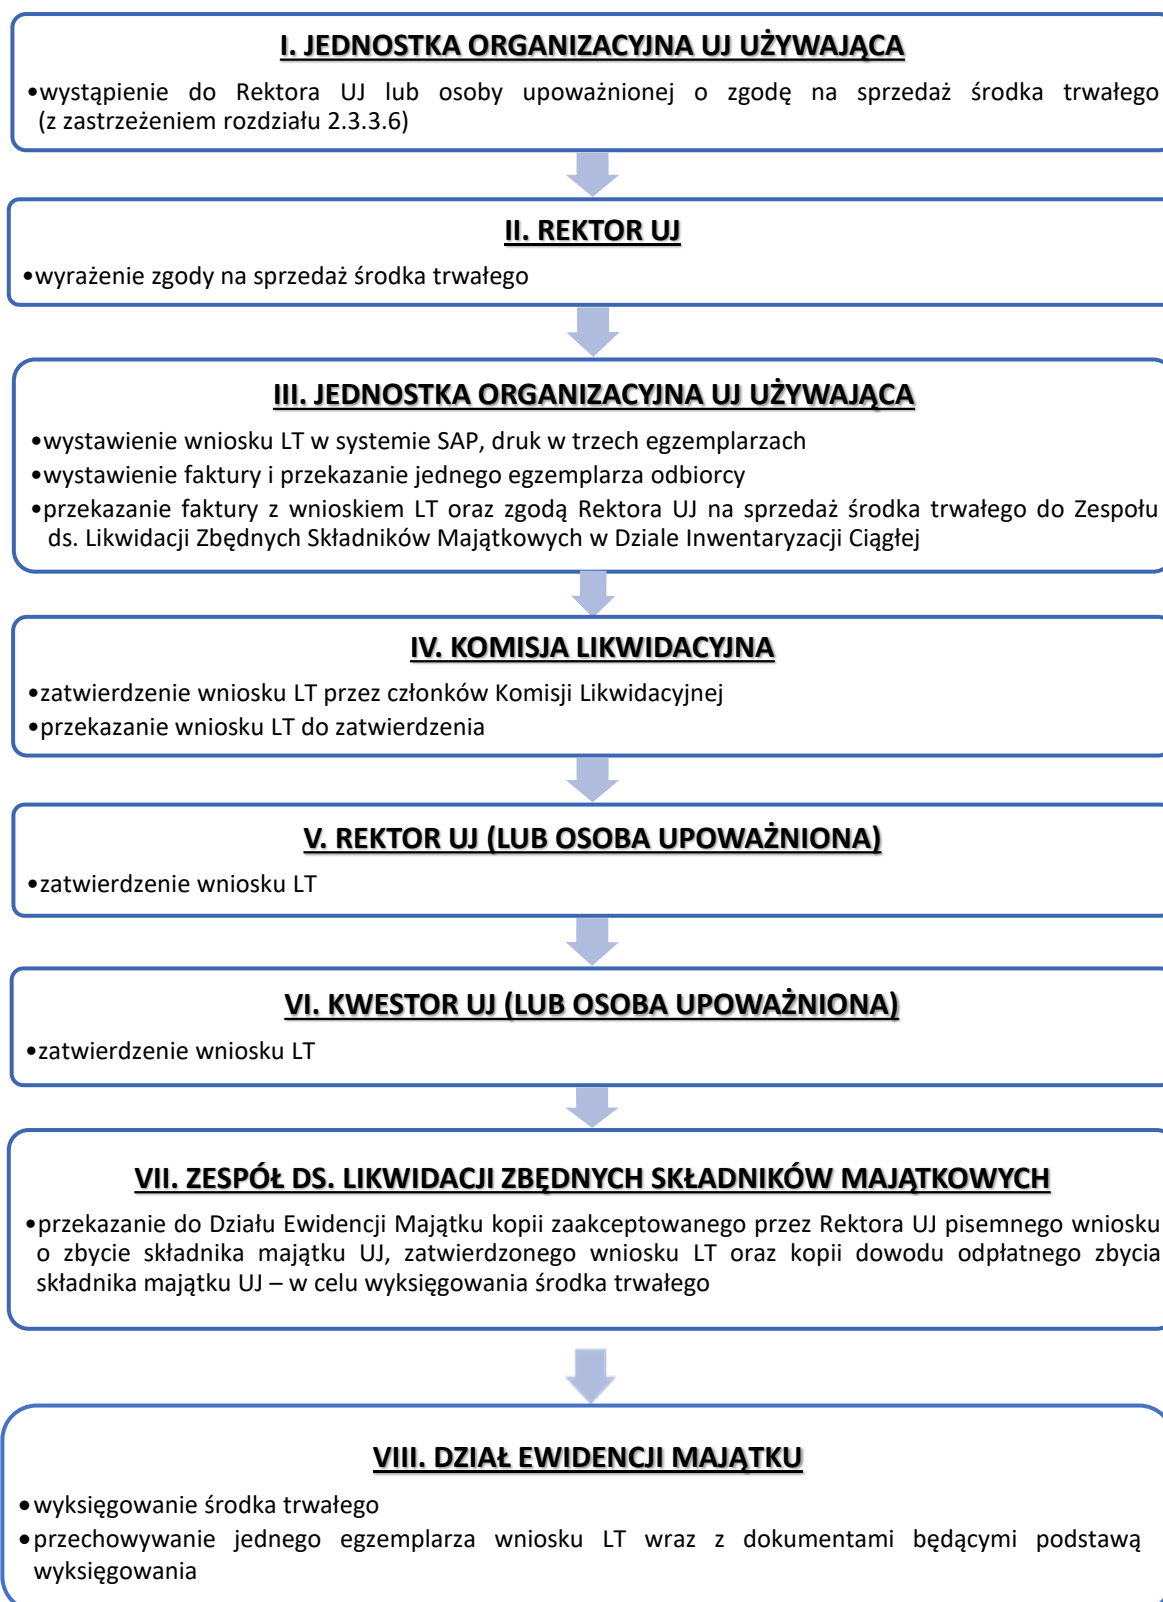 I. JEDNOSTKA ORGANIZACYJNA UJ UŻYWAJĄCA
•wystąpienie do Rektora UJ lub osoby upoważnionej o zgodę na sprzedaż środka trwałego
(z zastrzeżeniem rozdziału 2.3.3.6)
II. REKTOR UJ
•wyrażenie zgody na sprzedaż środka trwałego
III. JEDNOSTKA ORGANIZACYJNA UJ UŻYWAJĄCA
•wystawienie wniosku LT w systemie SAP, druk w trzech egzemplarzach
•wystawienie faktury i przekazanie jednego egzemplarza odbiorcy
•przekazanie faktury z wnioskiem LT oraz zgodą Rektora UJ na sprzedaż środka trwałego do Zespołu
ds. Likwidacji Zbędnych Składników Majątkowych w Dziale Inwentaryzacji Ciągłej
IV. KOMISJA LIKWIDACYJNA
•zatwierdzenie wniosku LT przez członków Komisji Likwidacyjnej
•przekazanie wniosku LT do zatwierdzenia
V. REKTOR UJ (LUB OSOBA UPOWAŻNIONA)
•zatwierdzenie wniosku LT
VI. KWESTOR UJ (LUB OSOBA UPOWAŻNIONA)
•zatwierdzenie wniosku LT
VII. ZESPÓŁ DS. LIKWIDACJI ZBĘDNYCH SKŁADNIKÓW MAJĄTKOWYCH
•przekazanie do Działu Ewidencji Majątku kopii zaakceptowanego przez Rektora UJ pisemnego wniosku
o zbycie składnika majątku UJ, zatwierdzonego wniosku LT oraz kopii dowodu odpłatnego zbycia
składnika majątku UJ – w celu wyksięgowania środka trwałego
VIII. DZIAŁ EWIDENCJI MAJĄTKU
•wyksięgowanie środka trwałego
•przechowywanie jednego egzemplarza wniosku LT wraz z dokumentami będącymi podstawą
wyksięgowania